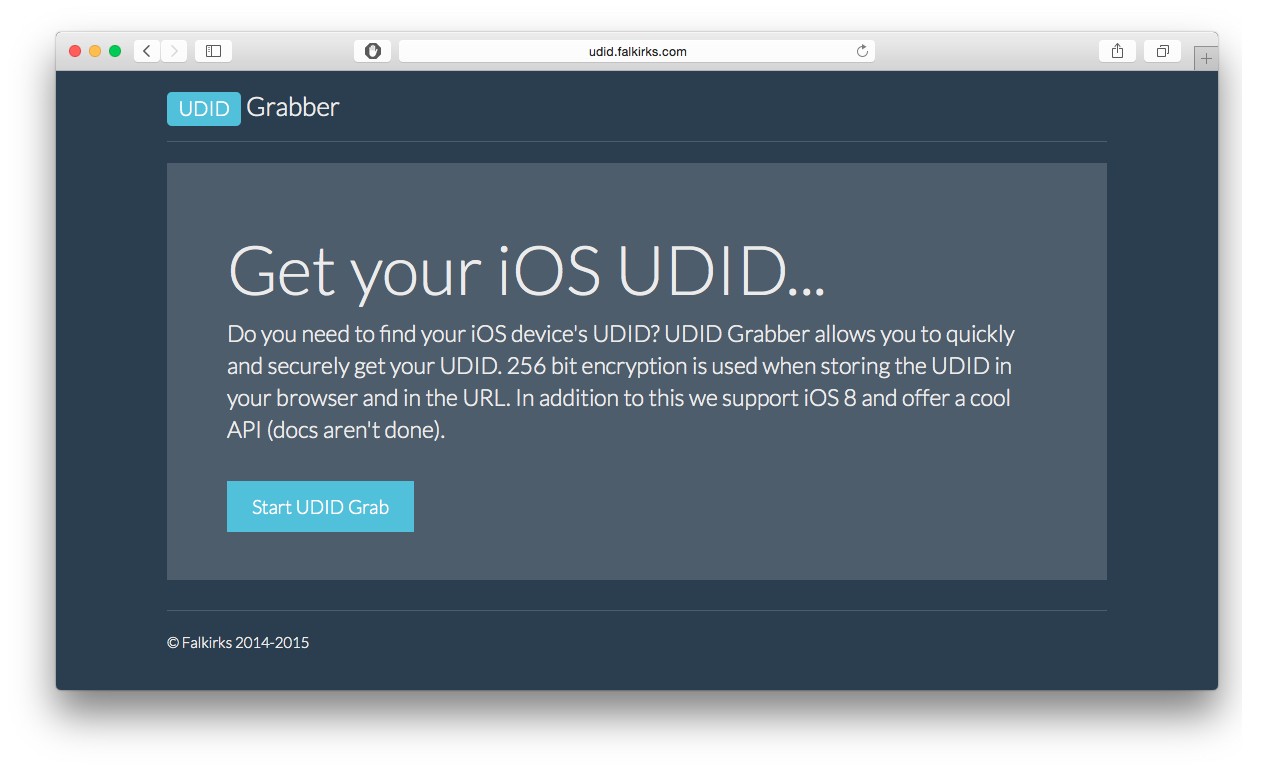 udid.falkirks.com
UDID Grabber
Get your iOS UDID...
Do you need to find your iOS device's UDID? UDID Grabber allows you to quickly
and securely get your UDID. 256 bit encryption is used when storing the UDID in
your browser and in the URL. In addition to this we support iOS 8 and offer a cool
API (docs aren't done).
Start UDID Grab
© Falkirks 2014-2015